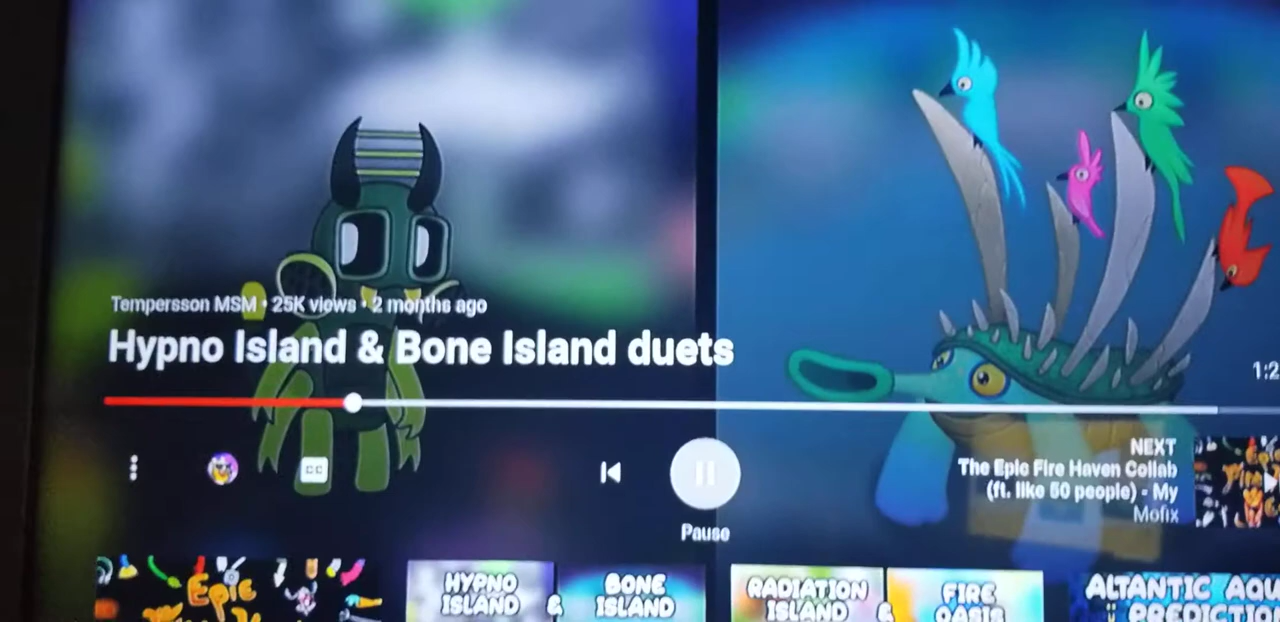 Tempersson MSM • 25K views • 2 months ago
Hypno Island & Bone Island duets
1:2
CC
NEXT
The Epic Fire Haven Collab
(ft. like 50 people) - My
Mofix
Pause
Epic
HYPNO
ISLAND
&
BONE
ISLAND
RADIATION
ISLAND
&
FIRE
OASIS
ALTANTIC AQU
PREDICTION